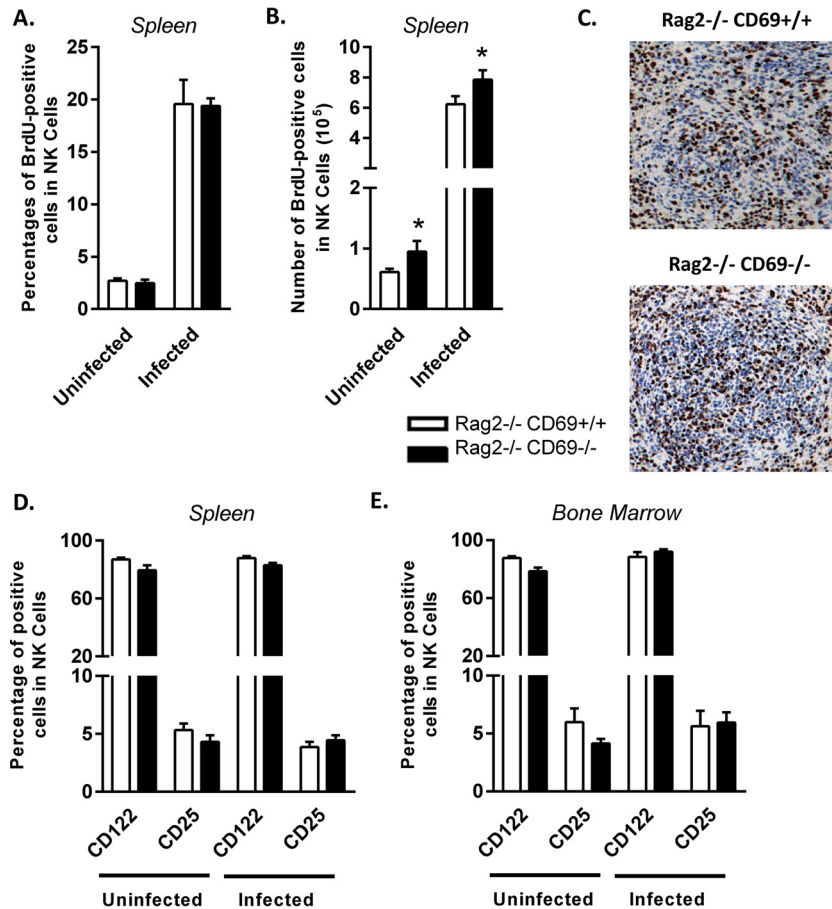 A.
Spleen
Percentages of BrdU-positive
cells in NK Cells
25
20
15
10
5
0
Uninfected
Infected
B.
Spleen
Number of BrdU-positive cells
in NK Cells (10⁵)
10
8
6
4
2
1
0
*
*
Uninfected
Infected
Rag2-/- CD69+/+
Rag2-/- CD69-/-
C.
Rag2-/- CD69+/+
Rag2-/- CD69-/-
D.
Spleen
Percentage of positive
cells in NK Cells
100
60
20
10
5
0
CD122
CD25
CD122
CD25
Uninfected
Infected
E.
Bone Marrow
Percentage of positive
cells in NK Cells
100
60
20
10
5
0
CD122
CD25
CD122
CD25
Uninfected
Infected